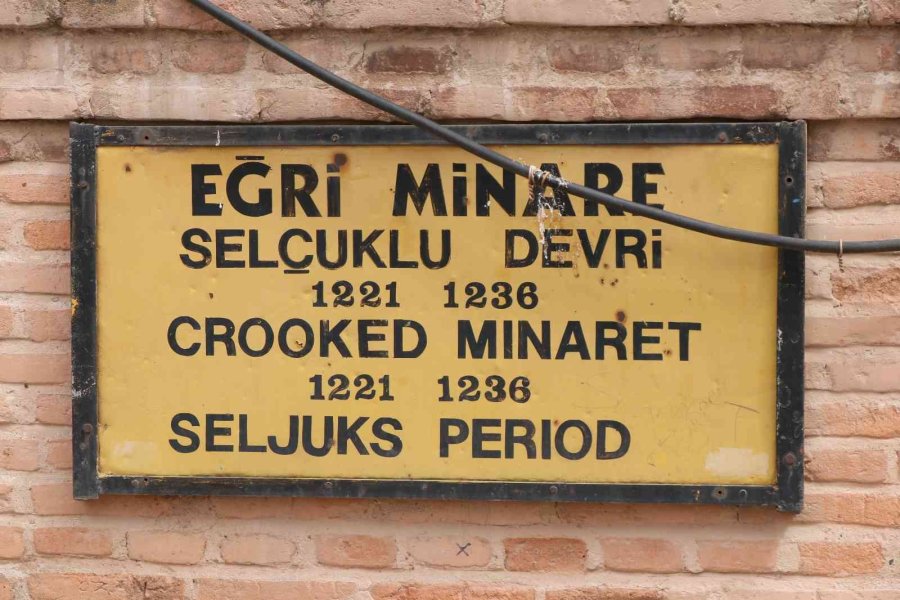 EĞRİ MİNARE
SELÇUKLU DEVRİ
1221 1236
CROOKED MINARET
1221 1236
SELJUKS PERIOD